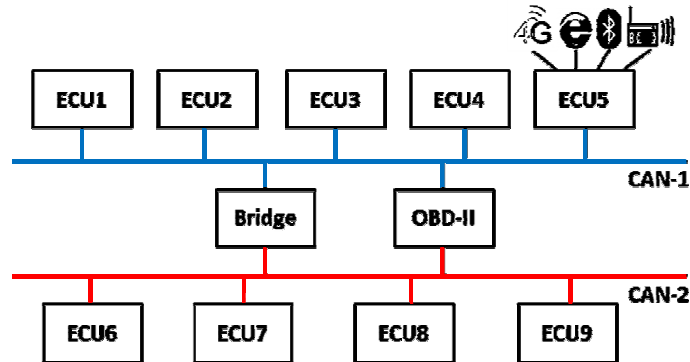 4G
ECU1 ECU2 ECU3 ECU4 ECU5
CAN-1
Bridge OBD-II
CAN-2
ECU6 ECU7 ECU8 ECU9